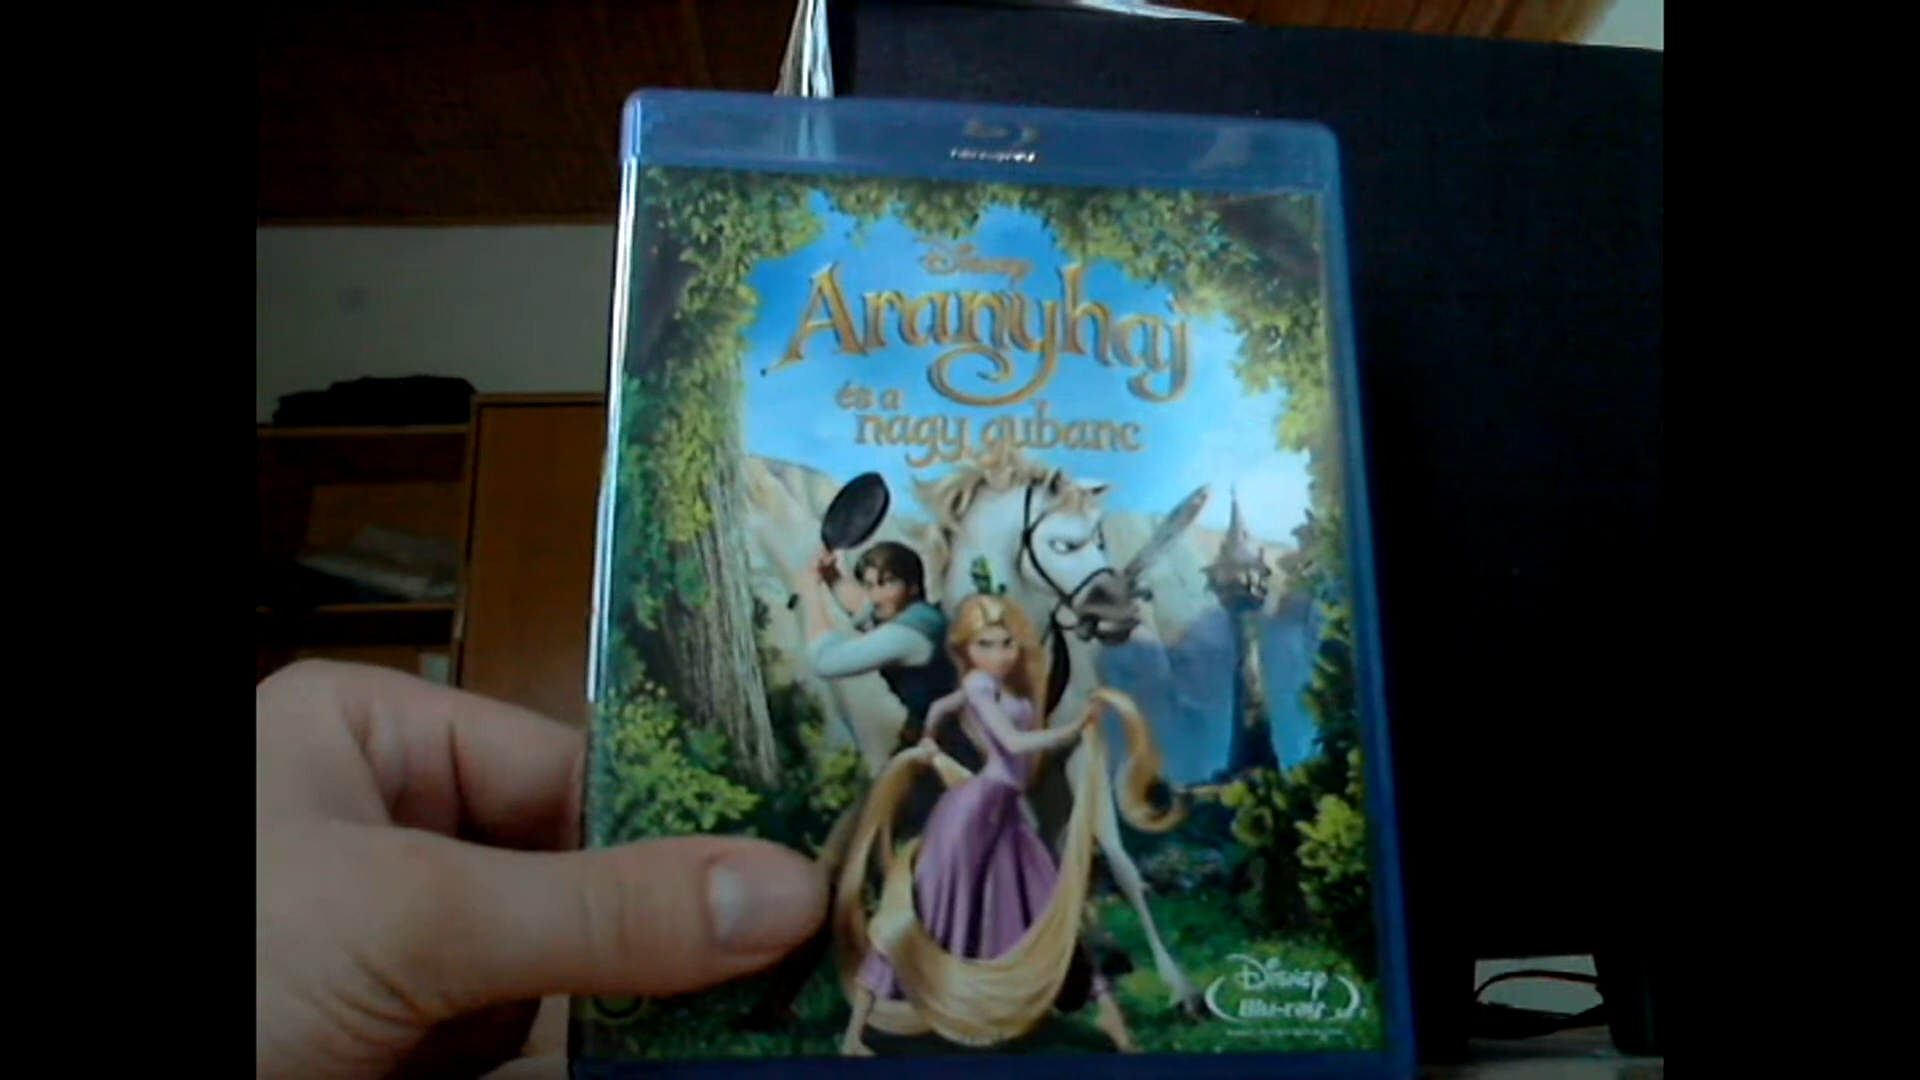 Disney
Aranyhaj
és a
nagy gubanc
Disney
Blu-ray